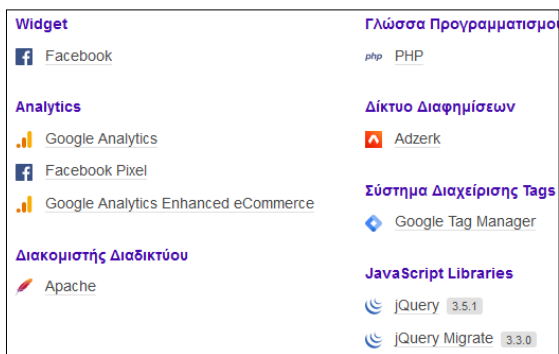 Widget
Facebook
Analytics
Google Analytics
Facebook Pixel
Google Analytics Enhanced eCommerce
Διακομιστής Διαδικτύου
Apache
Γλώσσα Προγραμματισμού
php PHP
Δίκτυο Διαφημίσεων
Adzerk
Σύστημα Διαχείρισης Tags
Google Tag Manager
JavaScript Libraries
jQuery 3.5.1
jQuery Migrate 3.3.0